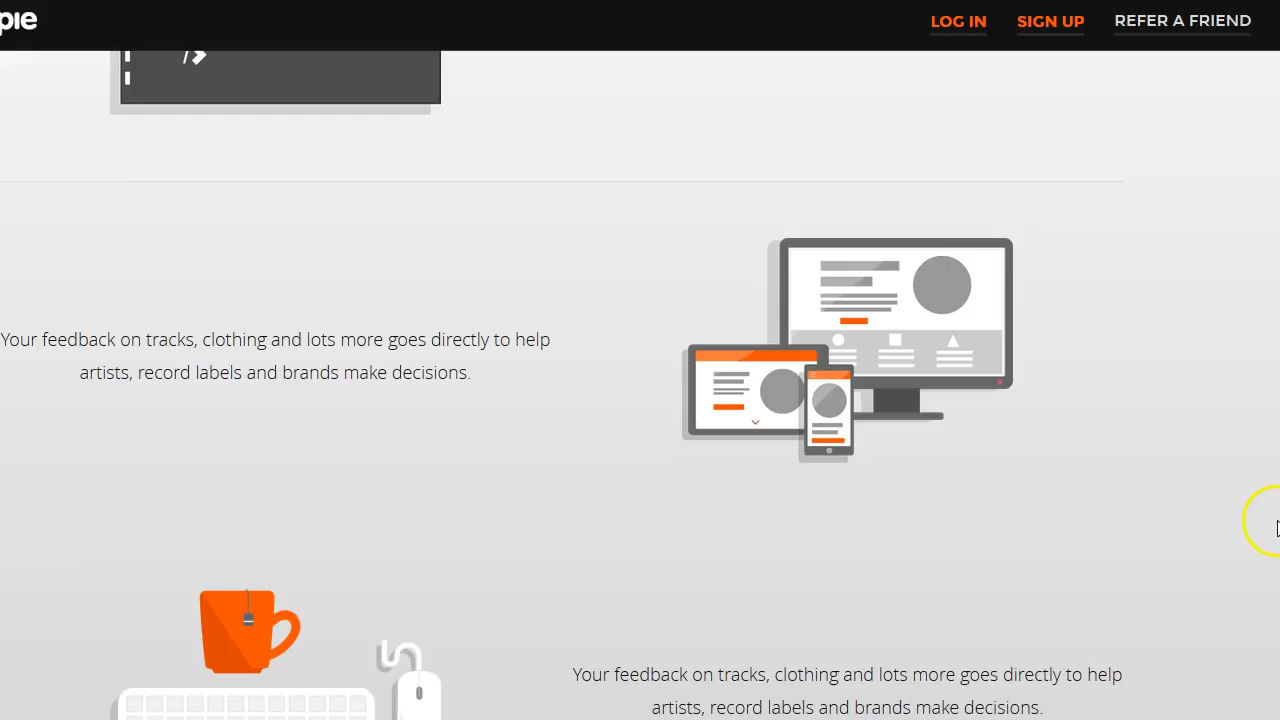 pie
LOG IN
SIGN UP
REFER A FRIEND
/>
Your feedback on tracks, clothing and lots more goes directly to help
artists, record labels and brands make decisions.
Your feedback on tracks, clothing and lots more goes directly to help
artists, record labels and brands make decisions.